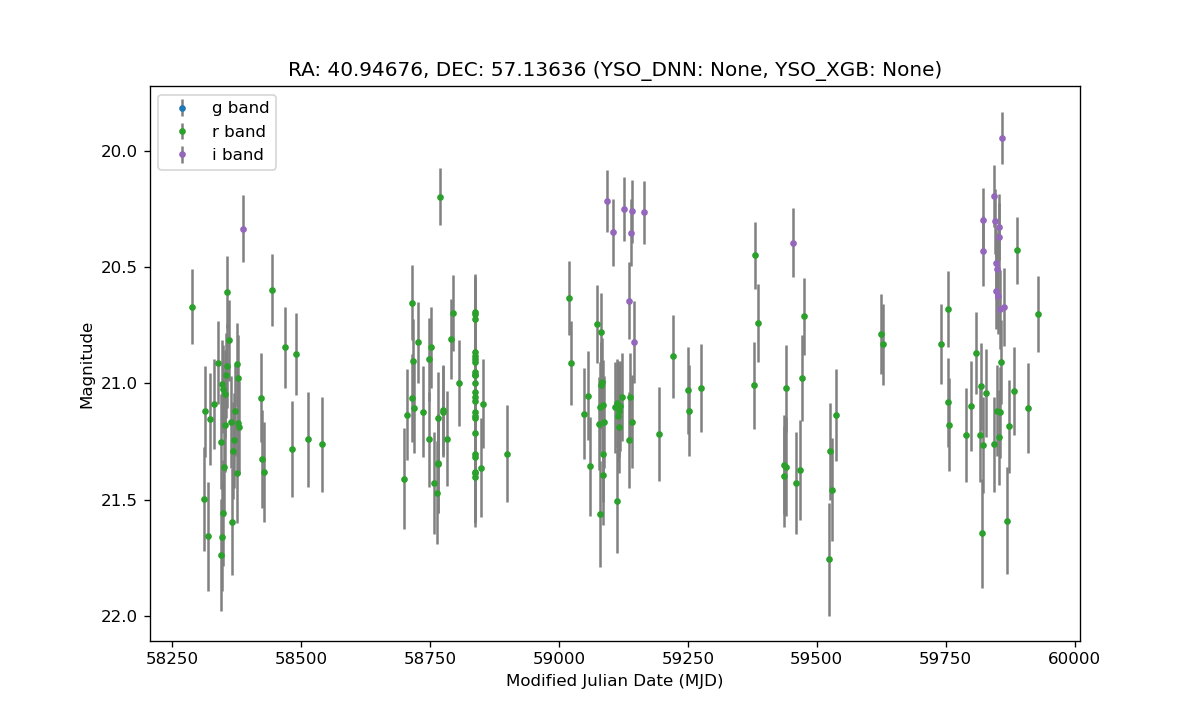 RA: 40.94676, DEC: 57.13636 (YSO_DNN: None, YSO_XGB: None)
g band
r band
i band
20.0
20.5
21.0
21.5
22.0
Magnitude
58250 58500 58750 59000 59250 59500 59750 60000
Modified Julian Date (MJD)